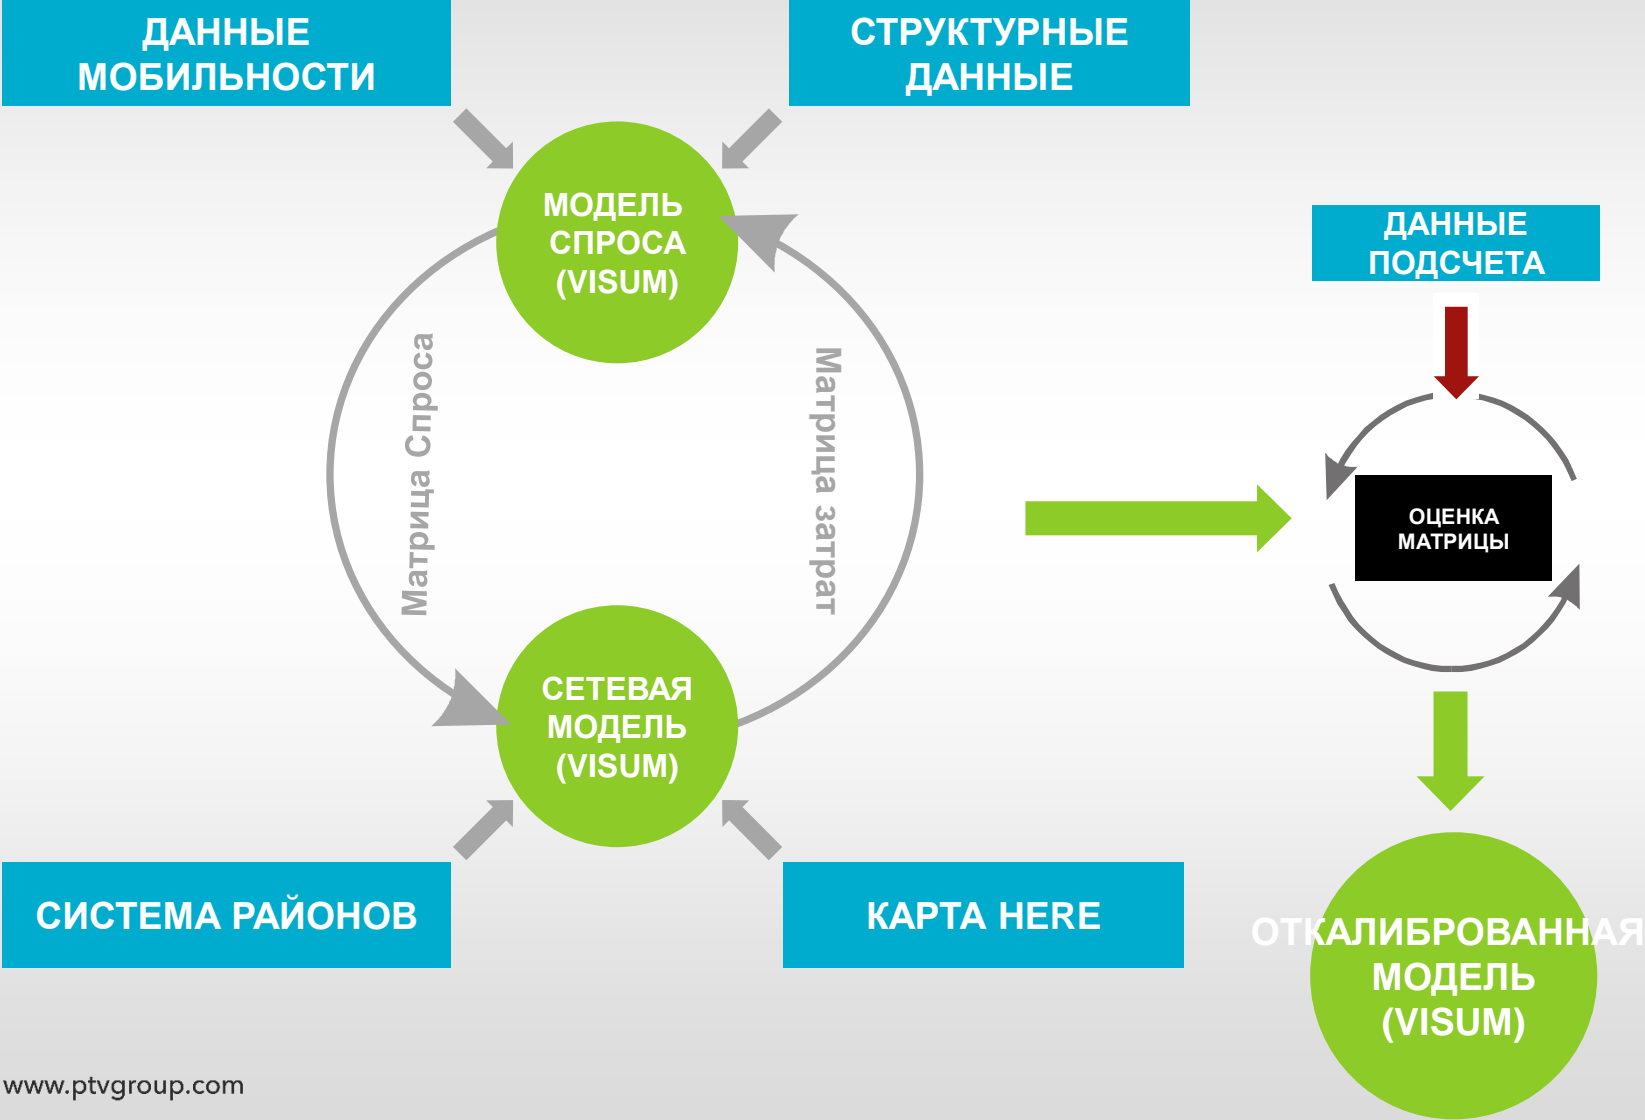 ДАННЫЕ
МОБИЛЬНОСТИ
СТРУКТУРНЫЕ
ДАННЫЕ
МОДЕЛЬ
СПРОСА
(VISUM)
ДАННЫЕ
ПОДСЧЕТА
Матрица Спроса
Матрица затрат
ОЦЕНКА
МАТРИЦЫ
СЕТЕВАЯ
МОДЕЛЬ
(VISUM)
СИСТЕМА РАЙОНОВ
КАРТА HERE
ОТКАЛИБРОВАННАЯ
МОДЕЛЬ
(VISUM)
www.ptvgroup.com